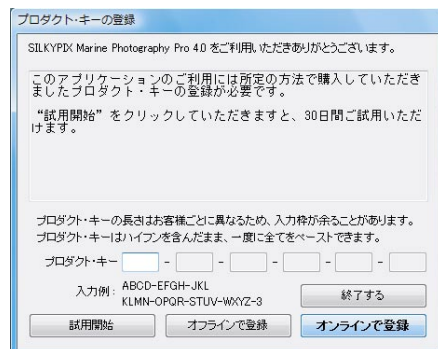 プロダクト・キーの登録
SILKYPIX Marine Photography Pro 4.0 をご利用いただきありがとうございます。
このアプリケーションのご利用には所定の方法で購入していただき
ましたプロダクト・キーの登録が必要です。
“試用開始”をクリックしていただきますと、30日間ご試用いただ
けます。
プロダクト・キーの長さはお客様ごとに異なるため、入力枠が余ることがあります。
プロダクト・キーはハイフンを含んだまま、一度に全てをペーストできます。
プロダクト・キー - - - - -
入力例： ABCD-EFGH-JKL
KLMN-OPQR-STUV-WXYZ-3
終了する
試用開始 オフラインで登録 オンラインで登録